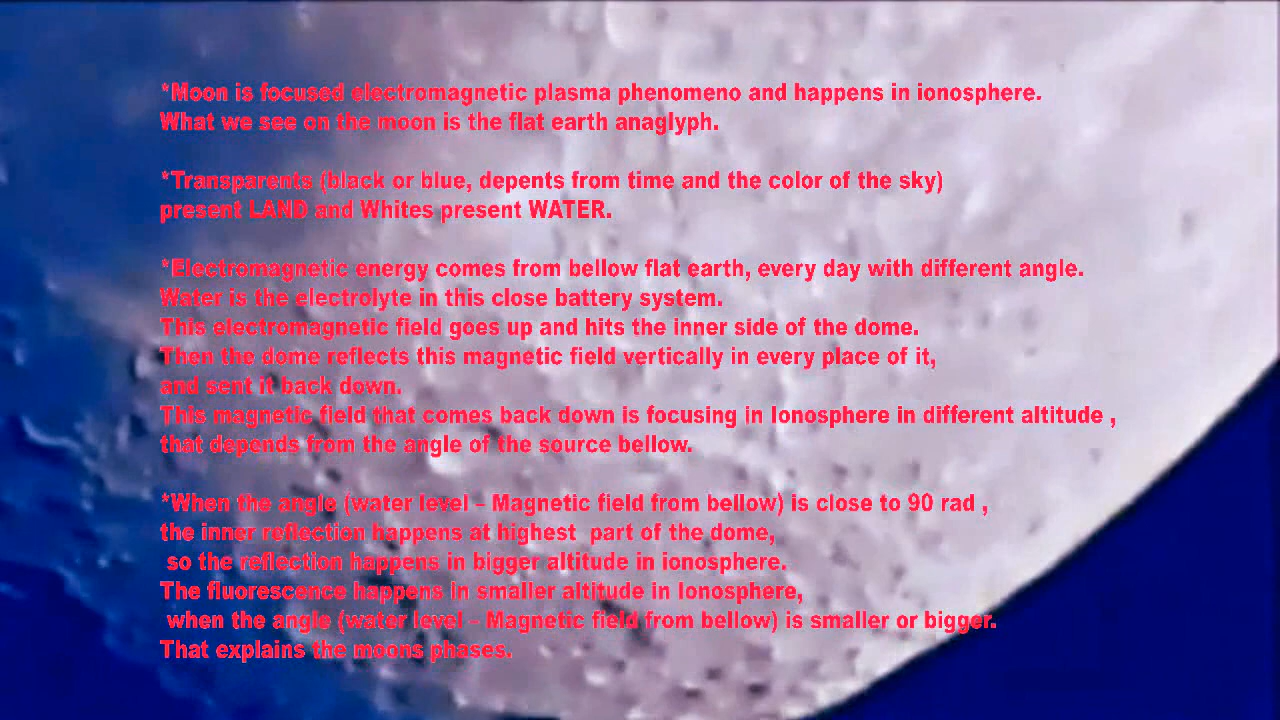 *Moon is focused electromagnetic plasma phenomeno and happens in ionosphere.
What we see on the moon is the flat earth anaglyph.
*Transparents (black or blue, depents from time and the color of the sky)
present LAND and Whites present WATER.
*Electromagnetic energy comes from bellow flat earth, every day with different angle.
Water is the electrolyte in this close battery system.
This electromagnetic field goes up and hits the inner side of the dome.
Then the dome reflects this magnetic field vertically in every place of it,
and sent it back down.
This magnetic field that comes back down is focusing in Ionosphere in different altitude ,
that depends from the angle of the source bellow.
*When the angle (water level – Magnetic field from bellow) is close to 90 rad ,
the inner reflection happens at highest  part of the dome,
so the reflection happens in bigger altitude in ionosphere.
The fluorescence happens in smaller altitude in Ionosphere,
when the angle (water level – Magnetic field from bellow) is smaller or bigger.
That explains the moons phases.